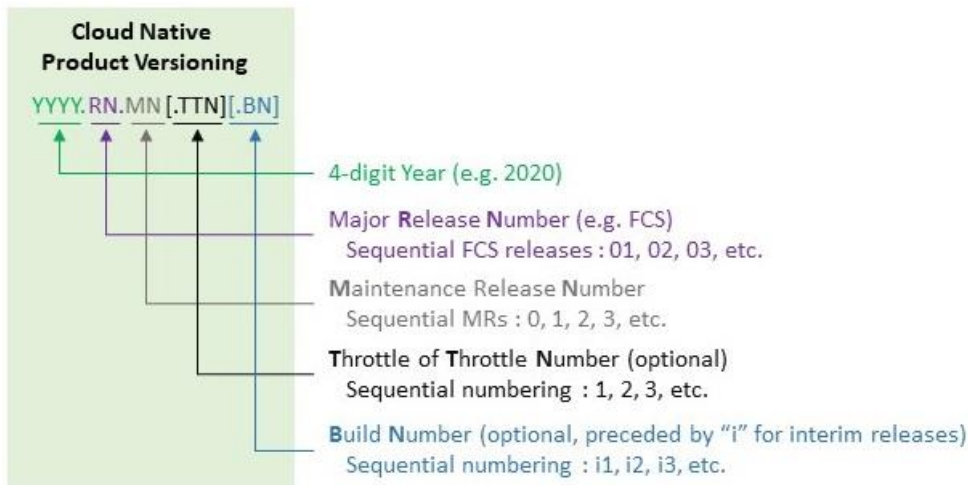 Cloud Native
Product Versioning
YYYY.RN.MN[.TTN][.BN]
4-digit Year (e.g. 2020)
Major Release Number (e.g. FCS)
Sequential FCS releases : 01, 02, 03, etc.
Maintenance Release Number
Sequential MRs : 0, 1, 2, 3, etc.
Throttle of Throttle Number (optional)
Sequential numbering : 1, 2, 3, etc.
Build Number (optional, preceded by “i” for interim releases)
Sequential numbering : i1, i2, i3, etc.